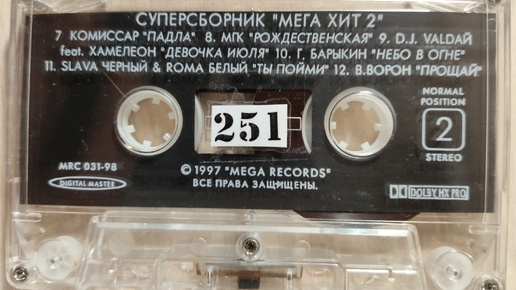 СУПЕРСБОРНИК "МЕГА ХИТ 2"
7 КОМИССАР "ПАДЛА" 8. МГК "РОЖДЕСТВЕНСКАЯ" 9. D.J. VALDAЙ
feat. ХАМЕЛЕОН "ДЕВОЧКА ИЮЛЯ" 10. Г. БАРЫКИН "НЕБО В ОГНЕ"
11. SLAVA ЧЕРНЫЙ & ROMA БЕЛЫЙ "ТЫ ПОЙМИ" 12. В.ВОРОН "ПРОЩАЙ"
NORMAL
POSITION
251
2
STEREO
MRC 031-98
DIGITAL MASTER
© 1997 "MEGA RECORDS"
ВСЕ ПРАВА ЗАЩИЩЕНЫ.
DOLBY HX PRO